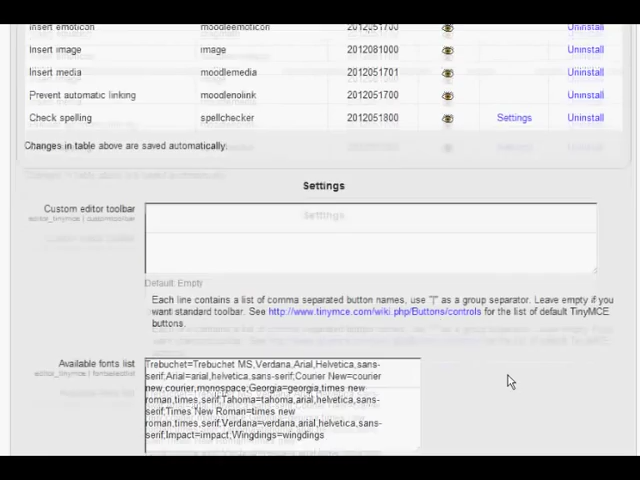 Insert emoticon moodleemoticon 2012051700 Uninstall
Insert image image 2012081000 Uninstall
Insert media moodlemedia 2012051701 Uninstall
Prevent automatic linking moodlenolink 2012051700 Uninstall
Check spelling spellchecker 2012051800 Settings Uninstall
Changes in table above are saved automatically.
Settings
Custom editor toolbar
editor_tinymce | customtoolbar
Default: Empty
Each line contains a list of comma separated button names, use "|" as a group separator. Leave empty if you
want standard toolbar. See http://www.tinymce.com/wiki.php/Buttons/controls for the list of default TinyMCE
buttons.
Available fonts list
editor_tinymce | fontselectlist
Trebuchet=Trebuchet MS,Verdana,Arial,Helvetica,sans-
serif;Arial=arial,helvetica,sans-serif;Courier New=courier
new,courier,monospace;Georgia=georgia,times new
roman,times,serif;Tahoma=tahoma,arial,helvetica,sans-
serif;Times New Roman=times new
roman,times,serif;Verdana=verdana,arial,helvetica,sans-
serif;Impact=impact;Wingdings=wingdings